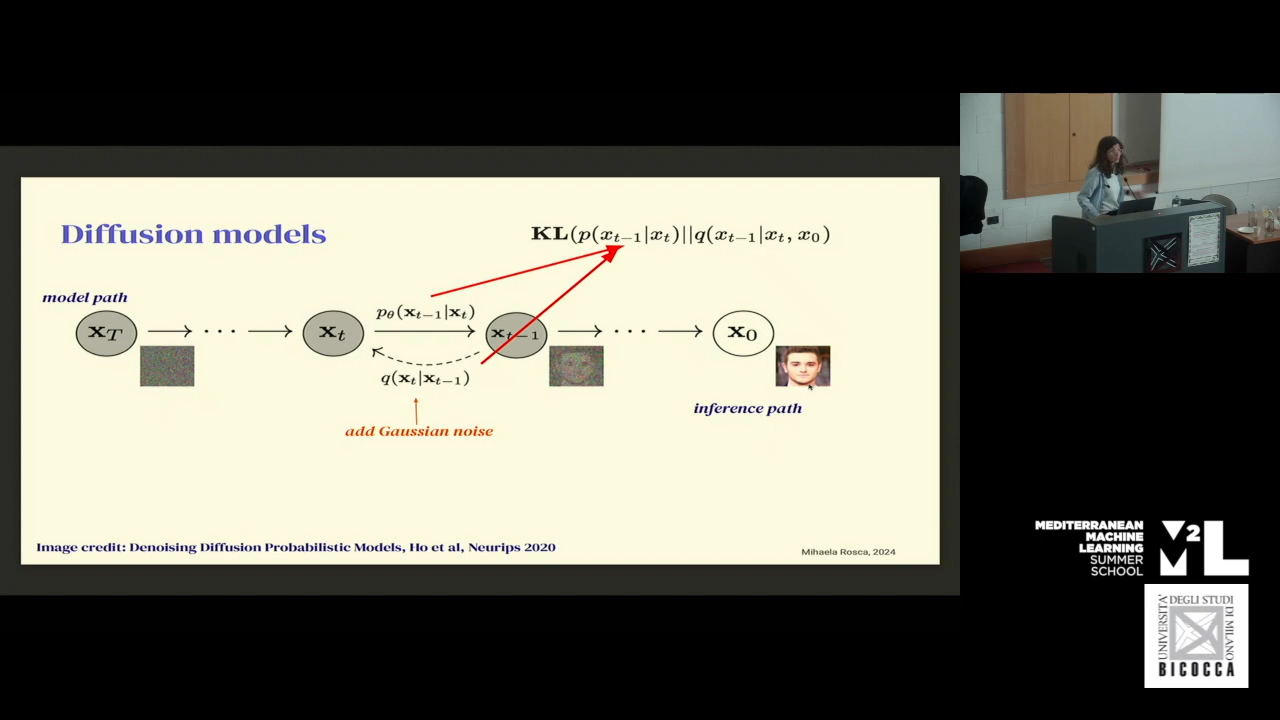 Diffusion models
KL(p(x_{t−1}|x_t)||q(x_{t−1}|x_t, x_0)
model path
x_T → ··· → x_t p_θ(x_{t−1}|x_t) x_{t−1} → ··· → x_0
q(x_t|x_{t−1})
inference path
add Gaussian noise
Image credit: Denoising Diffusion Probabilistic Models, Ho et al, Neurips 2020
Mihaela Rosca, 2024
MEDITERRANEAN
MACHINE
LEARNING
SUMMER
SCHOOL
M2L
UNIVERSITA'
DEGLI STUDI
DI MILANO
BICOCCA